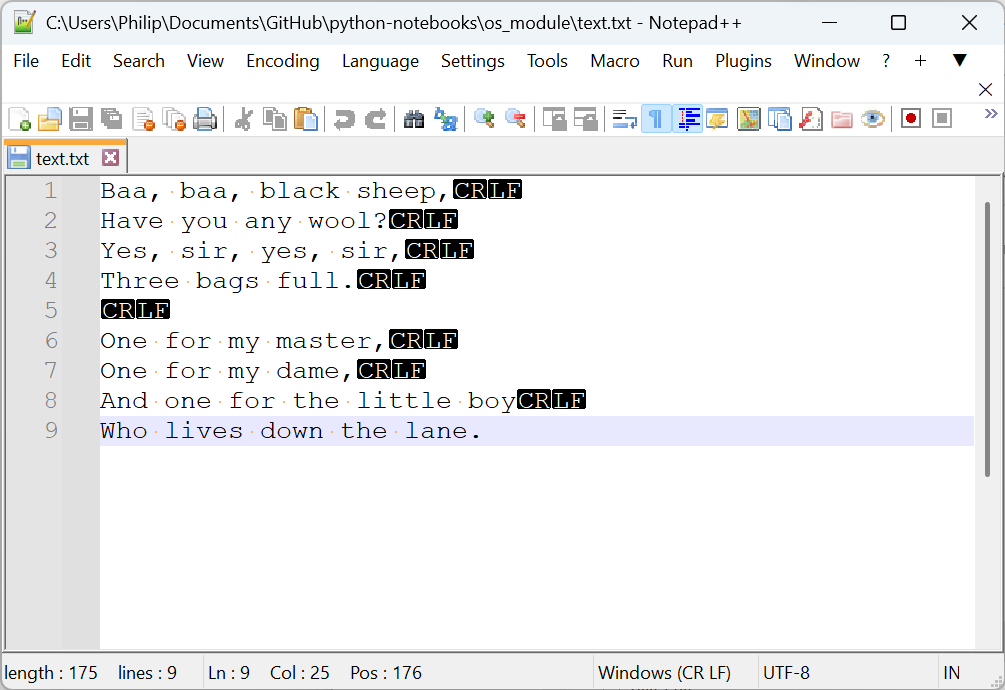 C:\Users\Philip\Documents\GitHub\python-notebooks\os_module\text.txt - Notepad++
File Edit Search View Encoding Language Settings Tools Macro Run Plugins Window ? + ▼
text.txt
1 Baa, baa, black sheep,CRLF
2 Have you any wool?CRLF
3 Yes, sir, yes, sir,CRLF
4 Three bags full.CRLF
5 CRLF
6 One for my master,CRLF
7 One for my dame,CRLF
8 And one for the little boyCRLF
9 Who lives down the lane.
length : 175 lines : 9 Ln : 9 Col : 25 Pos : 176 Windows (CR LF) UTF-8 IN